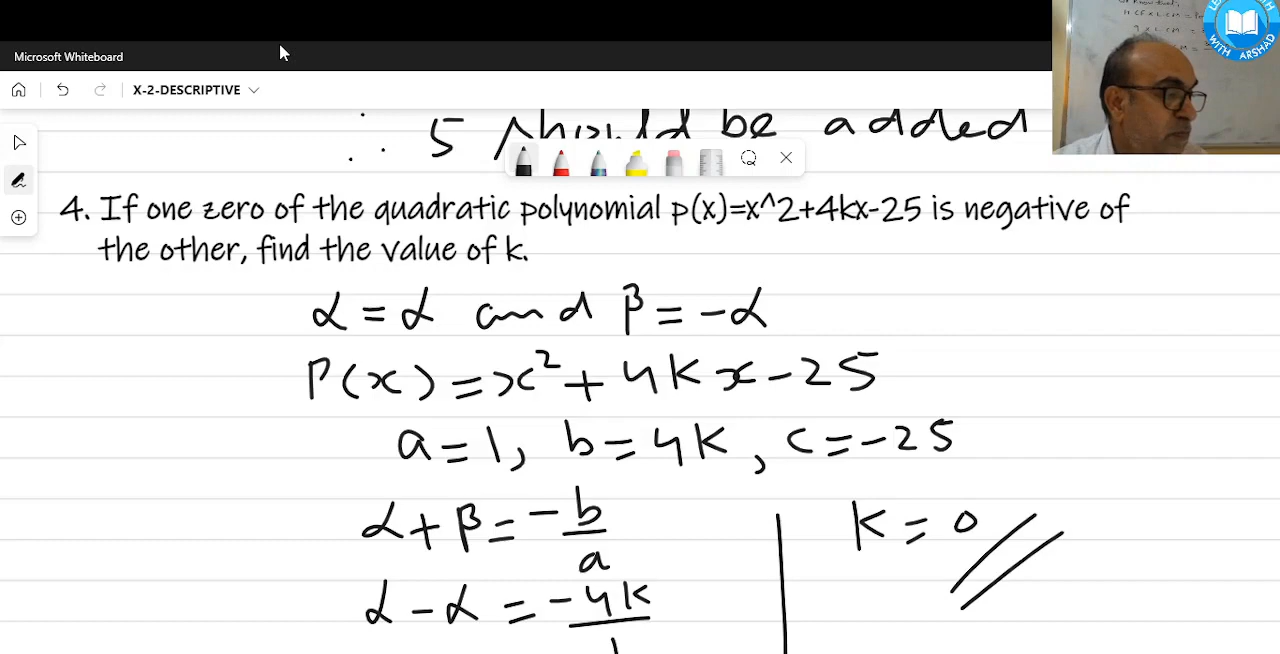 Microsoft Whiteboard
X-2-DESCRIPTIVE
∴ 5 should be added
4. If one zero of the quadratic polynomial p(x)=x^2+4kx-25 is negative of
the other, find the value of k.
α = α and β = -α
P(x) = x² + 4kx - 25
a = 1, b = 4k, c = -25
α + β = -b/a
α - α = -4k/1
k = 0
WITH ARSHAD